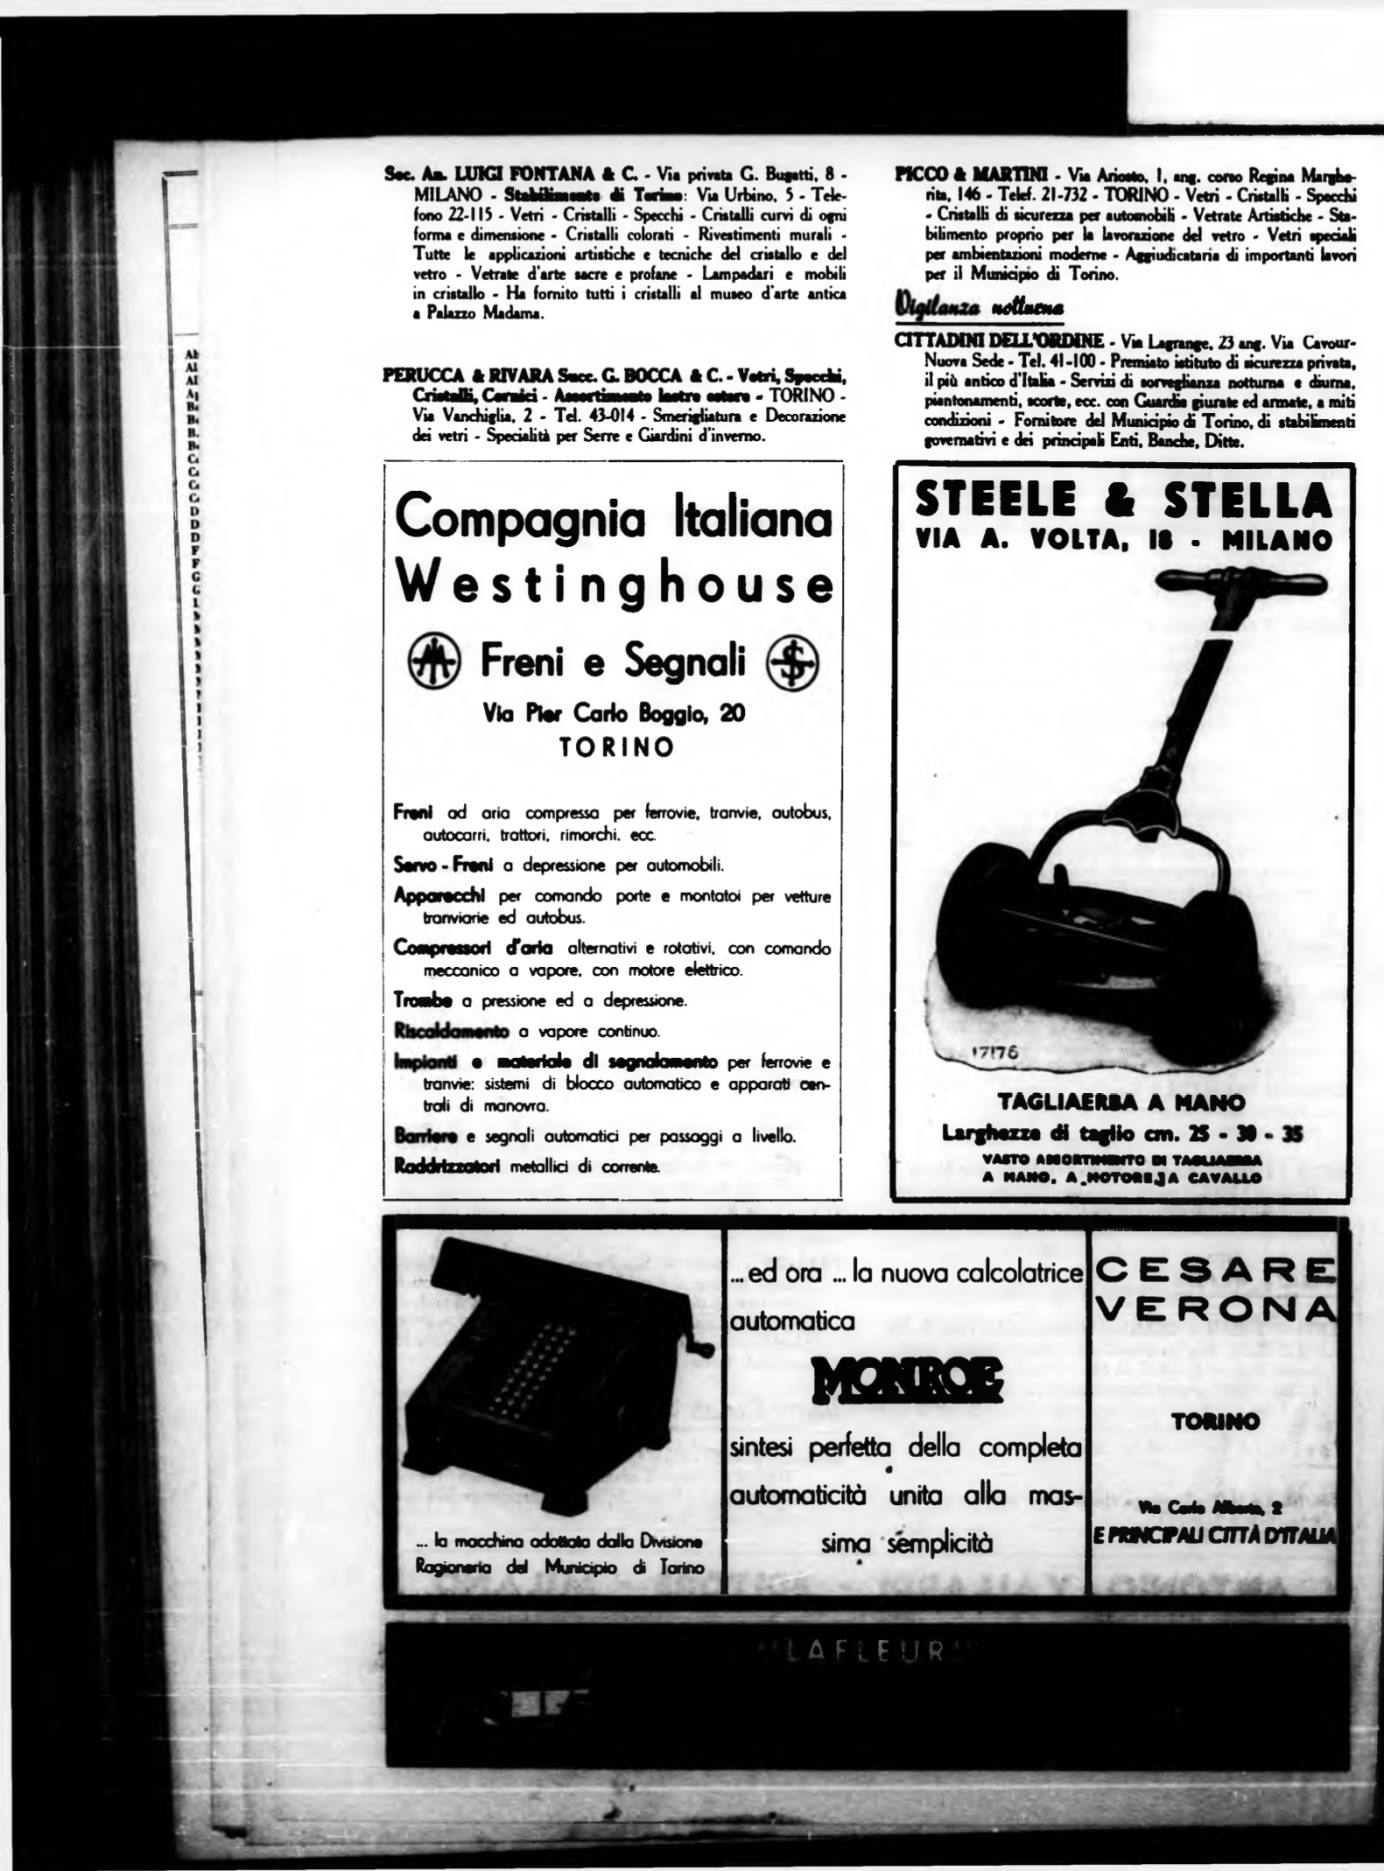 Soc. An. LUIGI FONTANA & C. - Via privata G. Bugatti, 8 -
MILANO - Stabilimento di Torino: Via Urbino, 5 - Tele-
fono 22-115 - Vetri - Cristalli - Specchi - Cristalli curvi di ogni
forma e dimensione - Cristalli colorati - Rivestimenti murali -
Tutte le applicazioni artistiche e tecniche del cristallo e del
vetro - Vetrate d'arte sacre e profane - Lampadari e mobili
in cristallo - Ha fornito tutti i cristalli al museo d'arte antica
a Palazzo Madama.
PERUCCA & RIVARA Succ. G. BOCCA & C. - Vetri, Specchi,
Cristalli, Cornici - Assortimento lastre estere - TORINO -
Via Vanchiglia, 2 - Tel. 43-014 - Smerigliatura e Decorazione
dei vetri - Specialità per Serre e Giardini d'inverno.
PICCO & MARTINI - Via Ariosto, 1, ang. corso Regina Marghe-
rita, 146 - Telef. 21-732 - TORINO - Vetri - Cristalli - Specchi
- Cristalli di sicurezza per automobili - Vetrate Artistiche - Sta-
bilimento proprio per la lavorazione del vetro - Vetri speciali
per ambientazioni moderne - Aggiudicataria di importanti lavori
per il Municipio di Torino.
Vigilanza notturna
CITTADINI DELL'ORDINE - Via Lagrange, 23 ang. Via Cavour-
Nuova Sede - Tel. 41-100 - Premiato istituto di sicurezza privata,
il più antico d'Italia - Servizi di sorveglianza notturna e diurna,
piantonamenti, scorte, ecc. con Guardie giurate ed armate, a miti
condizioni - Fornitore del Municipio di Torino, di stabilimenti
governativi e dei principali Enti, Banche, Ditte.
Compagnia Italiana
Westinghouse
Freni e Segnali
Via Pier Carlo Boggio, 20
TORINO
Freni ad aria compressa per ferrovie, tranvie, autobus,
autocarri, trattori, rimorchi. ecc.
Servo - Freni a depressione per automobili.
Apparecchi per comando porte e montatoi per vetture
tranviarie ed autobus.
Compressori d'aria alternativi e rotativi, con comando
meccanico a vapore, con motore elettrico.
Trombe a pressione ed a depressione.
Riscaldamento a vapore continuo.
Impianti e materiale di segnalamento per ferrovie e
tranvie: sistemi di blocco automatico e apparati cen-
trali di manovra.
Barriere e segnali automatici per passaggi a livello.
Raddrizzatori metallici di corrente.
STEELE & STELLA
VIA A. VOLTA, 18 - MILANO
17176
TAGLIAERBA A MANO
Larghezze di taglio cm. 25 - 30 - 35
VASTO ASSORTIMENTO DI TAGLIAERBA
A MANO, A MOTORE, A CAVALLO
... la macchina adottata dalla Divisione
Ragioneria del Municipio di Torino
... ed ora ... la nuova calcolatrice
automatica
MONROE
sintesi perfetta della completa
automaticità unita alla mas-
sima semplicità
CESARE
VERONA
TORINO
Via Carlo Alberto, 2
E PRINCIPALI CITTÀ D'ITALIA
"LAFLEUR"